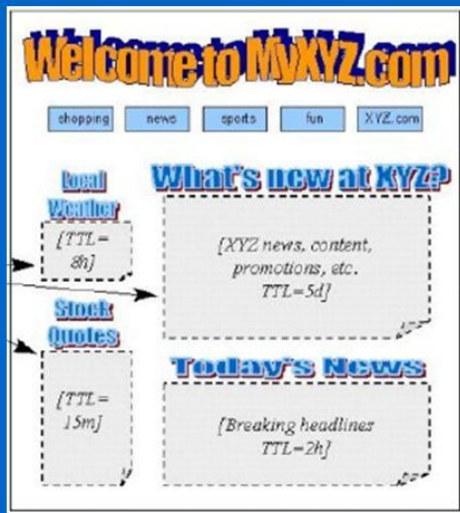 Welcome to MyXYZ.com
shopping news sports fun XYZ.com
Local
Weather
[TTL=
8h]
What's new at XYZ?
[XYZ news, content,
promotions, etc.
TTL=5d]
Stock
Quotes
[TTL=
15m]
Today's News
[Breaking headlines
TTL=2h]